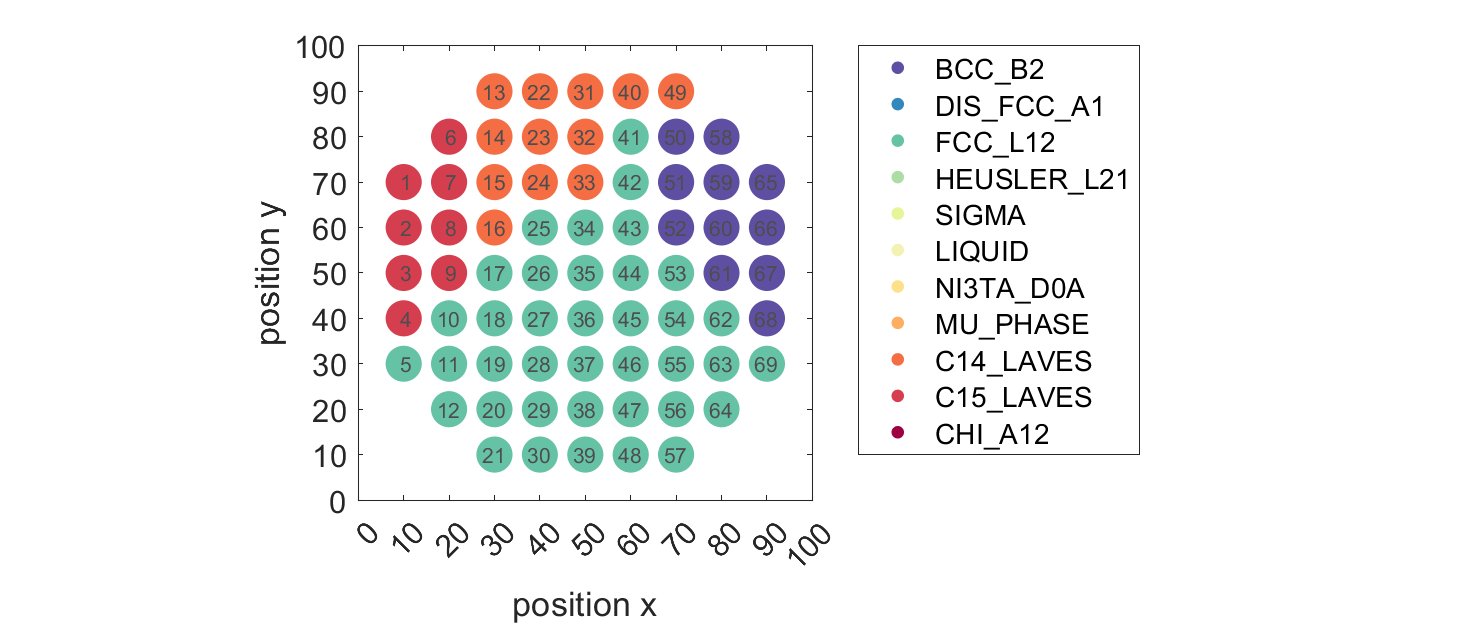 100
90
80
70
60
50
40
30
20
10
0
position y
13 22 31 40 49
6 14 23 32 41 50 58
1 7 15 24 33 42 51 59 65
2 8 16 25 34 43 52 60 66
3 9 17 26 35 44 53 61 67
4 10 18 27 36 45 54 62 68
5 11 19 28 37 46 55 63 69
12 20 29 38 47 56 64
21 30 39 48 57
0 10 20 30 40 50 60 70 80 90 100
position x
BCC_B2
DIS_FCC_A1
FCC_L12
HEUSLER_L21
SIGMA
LIQUID
NI3TA_D0A
MU_PHASE
C14_LAVES
C15_LAVES
CHI_A12